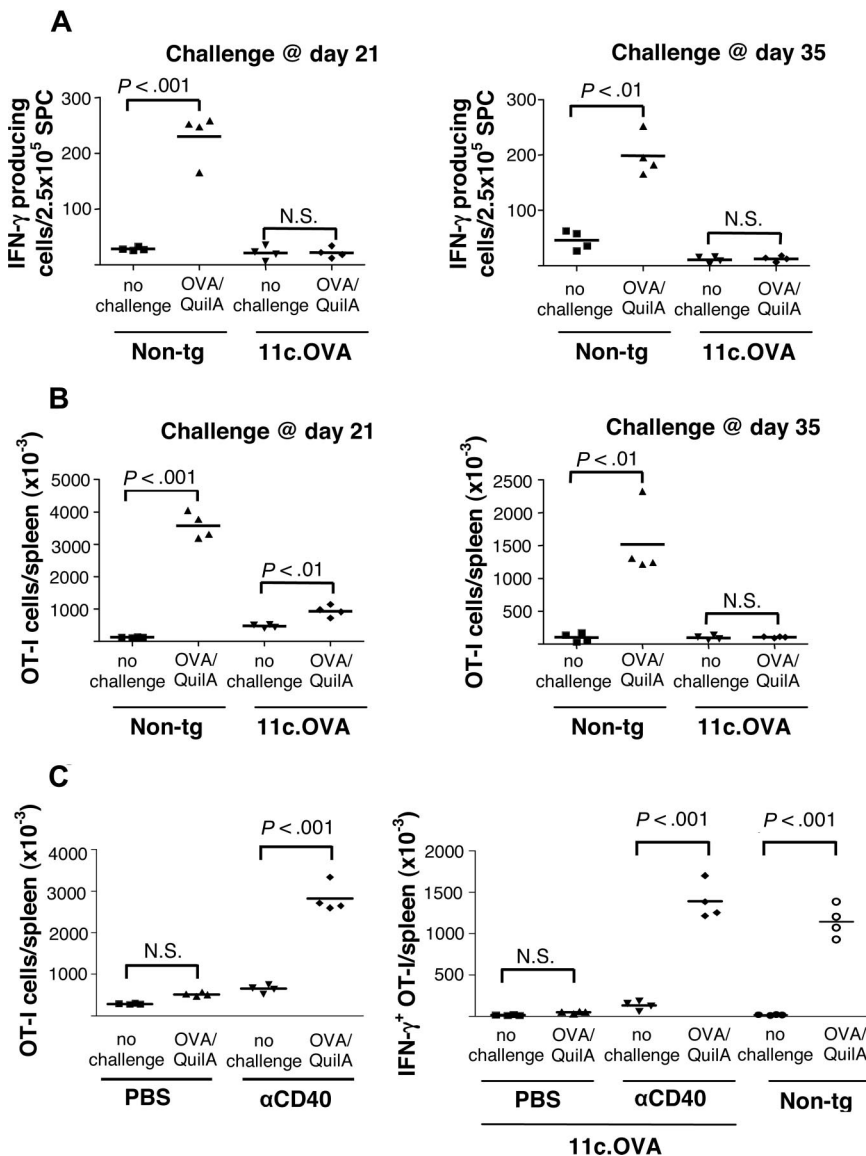 A
Challenge @ day 21
IFN-γ producing
cells/2.5x10⁵ SPC
300
200
100
P < .001
N.S.
no
challenge
OVA/
QuilA
no
challenge
OVA/
QuilA
Non-tg
11c.OVA
Challenge @ day 35
IFN-γ producing
cells/2.5x10⁵ SPC
300
200
100
P < .01
N.S.
no
challenge
OVA/
QuilA
no
challenge
OVA/
QuilA
Non-tg
11c.OVA
B
Challenge @ day 21
OT-I cells/spleen (x10⁻³)
5000
4000
3000
2000
1000
P < .001
P < .01
no
challenge
OVA/
QuilA
no
challenge
OVA/
QuilA
Non-tg
11c.OVA
Challenge @ day 35
OT-I cells/spleen (x10⁻³)
2500
2000
1500
1000
500
P < .01
N.S.
no
challenge
OVA/
QuilA
no
challenge
OVA/
QuilA
Non-tg
11c.OVA
C
OT-I cells/spleen (x10⁻³)
4000
3000
2000
1000
N.S.
P < .001
no
challenge
OVA/
QuilA
no
challenge
OVA/
QuilA
PBS
αCD40
IFN-γ⁺ OT-I/spleen (x10⁻³)
2000
1500
1000
500
N.S.
P < .001
P < .001
no
challenge
OVA/
QuilA
no
challenge
OVA/
QuilA
no
challenge
OVA/
QuilA
PBS
αCD40
Non-tg
11c.OVA